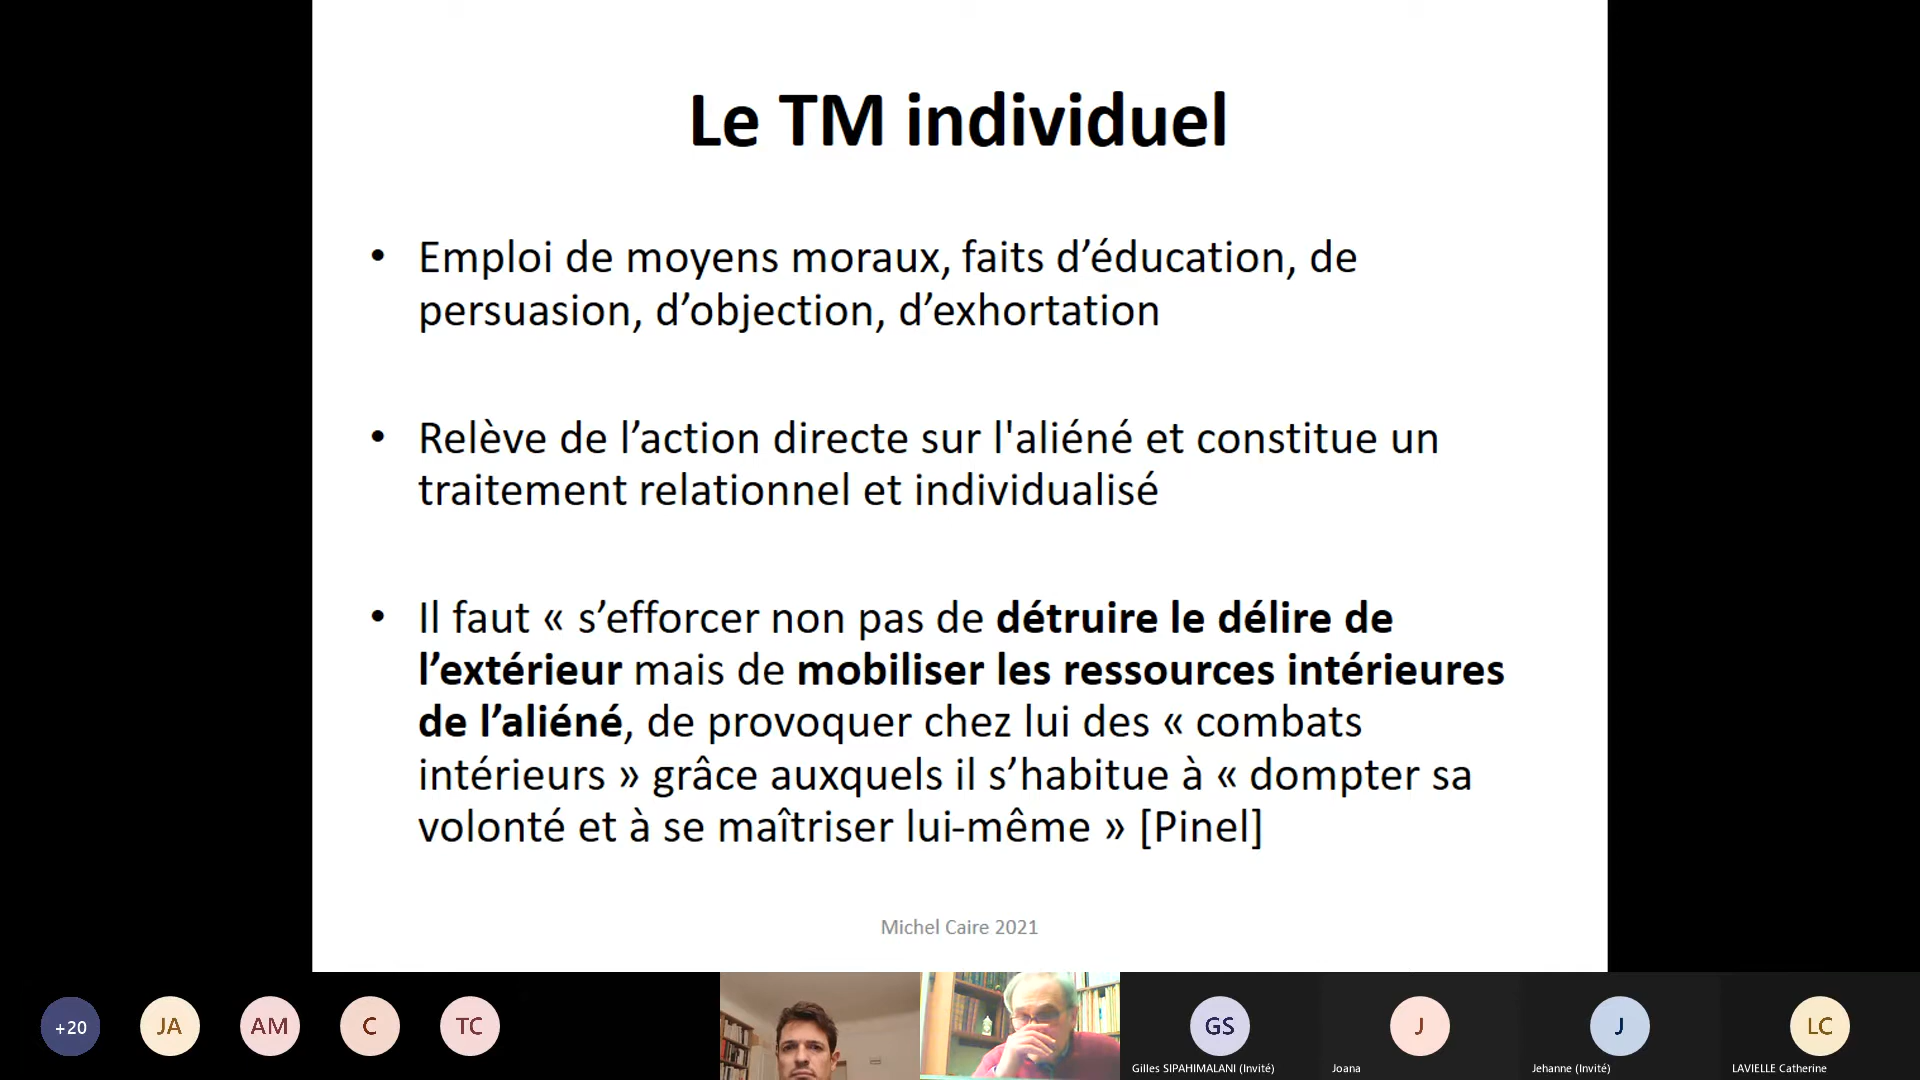 Le TM individuel
• Emploi de moyens moraux, faits d’éducation, de
persuasion, d’objection, d’exhortation
• Relève de l’action directe sur l'aliéné et constitue un
traitement relationnel et individualisé
• Il faut « s’efforcer non pas de détruire le délire de
l’extérieur mais de mobiliser les ressources intérieures
de l’aliéné, de provoquer chez lui des « combats
intérieurs » grâce auxquels il s’habitue à « dompter sa
volonté et à se maîtriser lui-même » [Pinel]
Michel Caire 2021
+20
JA
AM
C
TC
GS
J
J
LC
Gilles SIPAHIMALANI (Invité)
Joana
Jehanne (Invité)
LAVIELLE Catherine